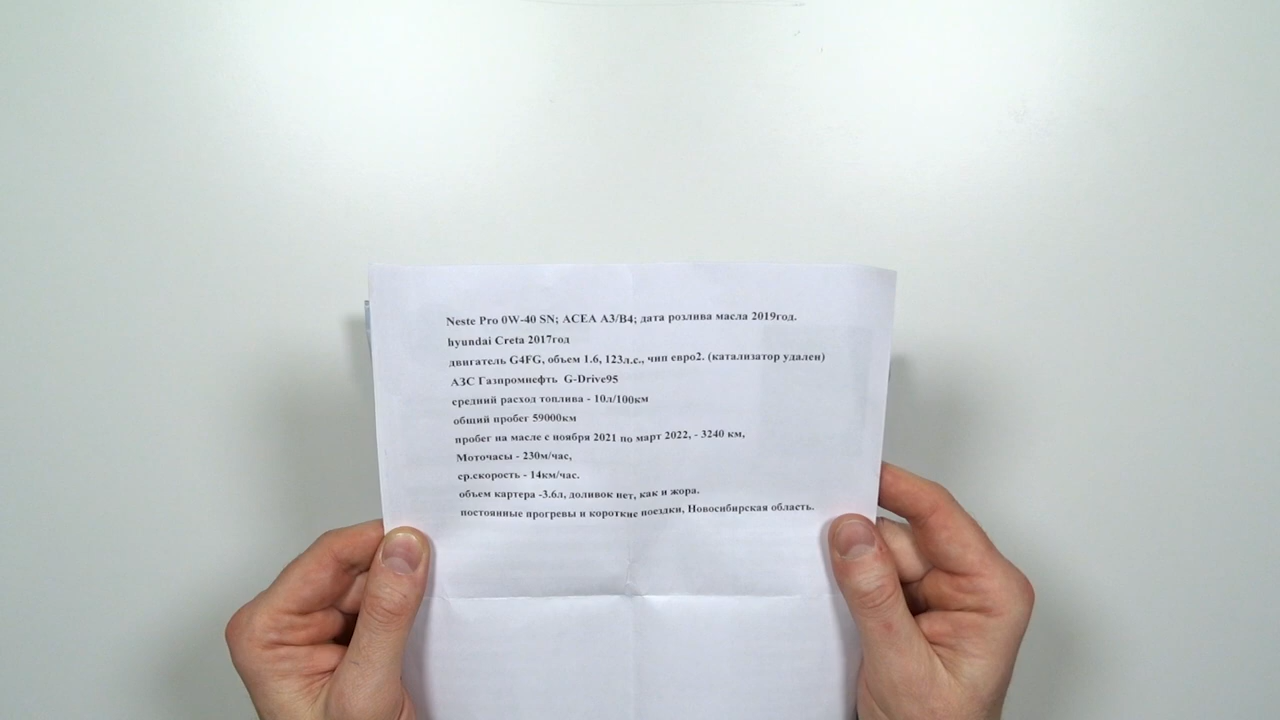 Neste Pro 0W-40 SN; ACEA A3/B4; дата розлива масла 2019год.
hyundai Creta 2017год
двигатель G4FG, объем 1.6, 123л.с., чип евро2. (катализатор удален)
АЗС Газпромнефть G-Drive95
средний расход топлива - 10л/100км
общий пробег 59000км
пробег на масле с ноября 2021 по март 2022, - 3240 км,
Моточасы - 230м/час,
ср.скорость - 14км/час.
объем картера -3.6л, доливок нет, как и жора.
постоянные прогревы и короткие поездки, Новосибирская область.